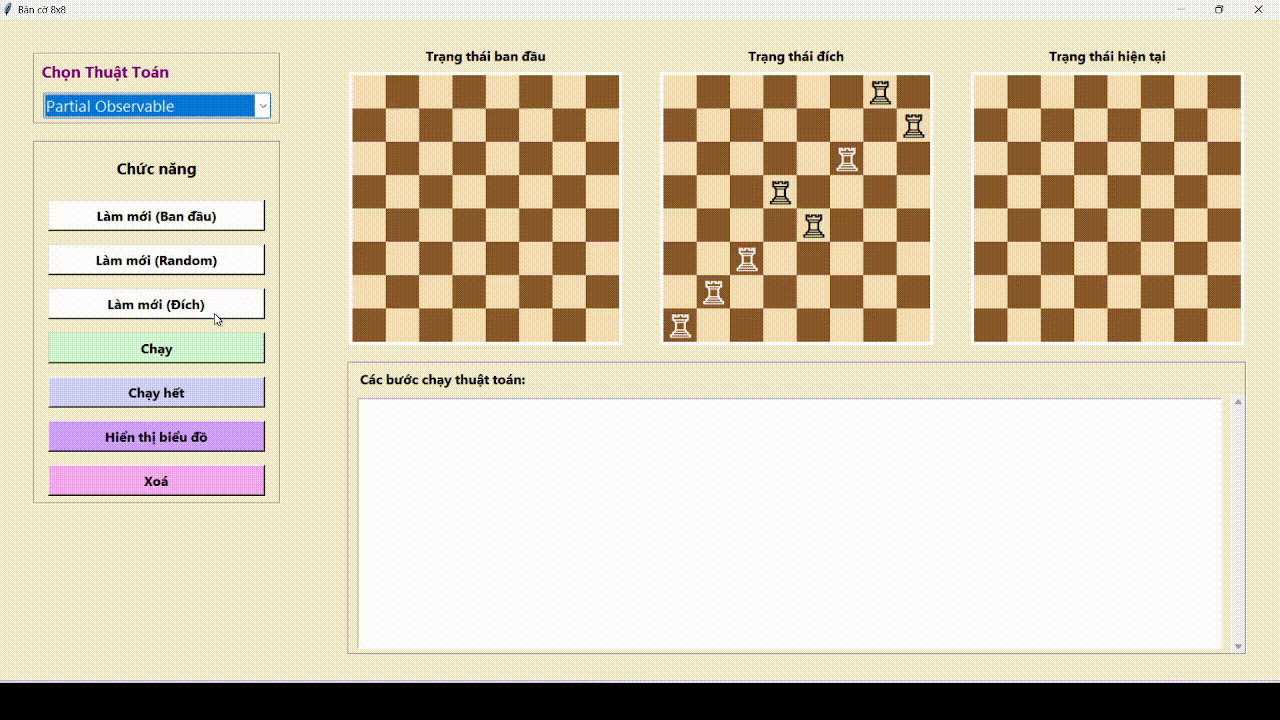 Bàn cờ 8x8
Chọn Thuật Toán
Partial Observable
Chức năng
Làm mới (Ban đầu)
Làm mới (Random)
Làm mới (Đích)
Chạy
Chạy hết
Hiển thị biểu đồ
Xoá
Trạng thái ban đầu
Trạng thái đích
Trạng thái hiện tại
Các bước chạy thuật toán: